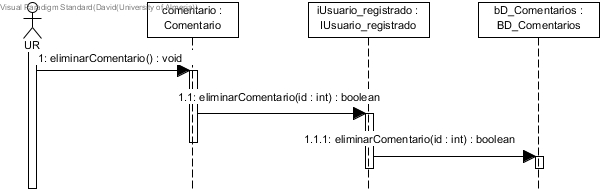 Visual Paradigm Standard(David(University of Almeria))
comentario :
Comentario
iUsuario_registrado :
IUsuario_registrado
bD_Comentarios :
BD_Comentarios
UR
1: eliminarComentario() : void
1.1: eliminarComentario(id : int) : boolean
1.1.1: eliminarComentario(id : int) : boolean